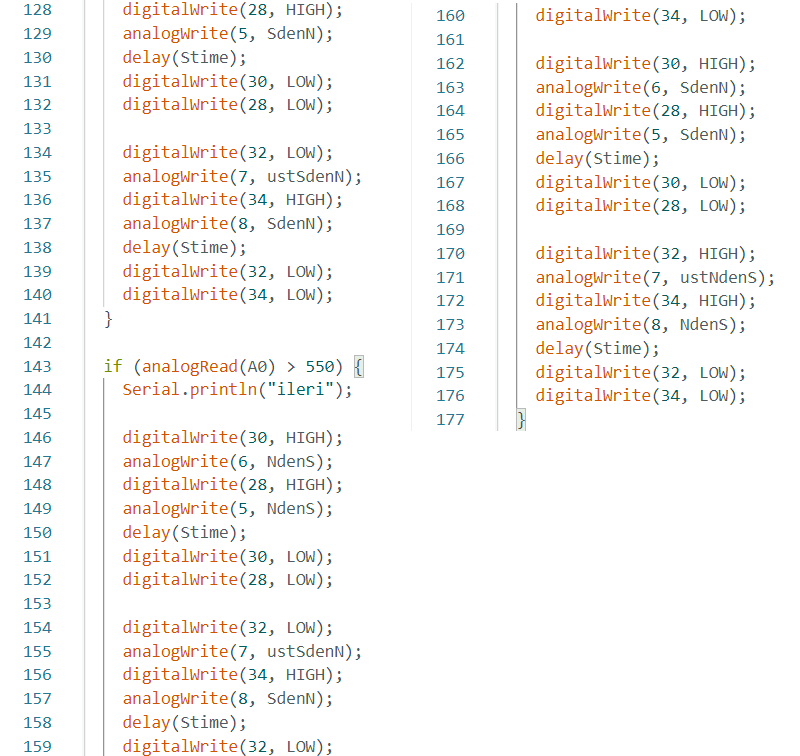 128 digitalWrite(28, HIGH);
129 analogWrite(5, SdenN);
130 delay(Stime);
131 digitalWrite(30, LOW);
132 digitalWrite(28, LOW);
133
134 digitalWrite(32, LOW);
135 analogWrite(7, ustSdenN);
136 digitalWrite(34, HIGH);
137 analogWrite(8, SdenN);
138 delay(Stime);
139 digitalWrite(32, LOW);
140 digitalWrite(34, LOW);
141 }
142
143 if (analogRead(A0) > 550) {
144 Serial.println("ileri");
145
146 digitalWrite(30, HIGH);
147 analogWrite(6, NdenS);
148 digitalWrite(28, HIGH);
149 analogWrite(5, NdenS);
150 delay(Stime);
151 digitalWrite(30, LOW);
152 digitalWrite(28, LOW);
153
154 digitalWrite(32, LOW);
155 analogWrite(7, ustSdenN);
156 digitalWrite(34, HIGH);
157 analogWrite(8, SdenN);
158 delay(Stime);
159 digitalWrite(32, LOW);
160 digitalWrite(34, LOW);
161
162 digitalWrite(30, HIGH);
163 analogWrite(6, SdenN);
164 digitalWrite(28, HIGH);
165 analogWrite(5, SdenN);
166 delay(Stime);
167 digitalWrite(30, LOW);
168 digitalWrite(28, LOW);
169
170 digitalWrite(32, HIGH);
171 analogWrite(7, ustNdenS);
172 digitalWrite(34, HIGH);
173 analogWrite(8, NdenS);
174 delay(Stime);
175 digitalWrite(32, LOW);
176 digitalWrite(34, LOW);
177 }